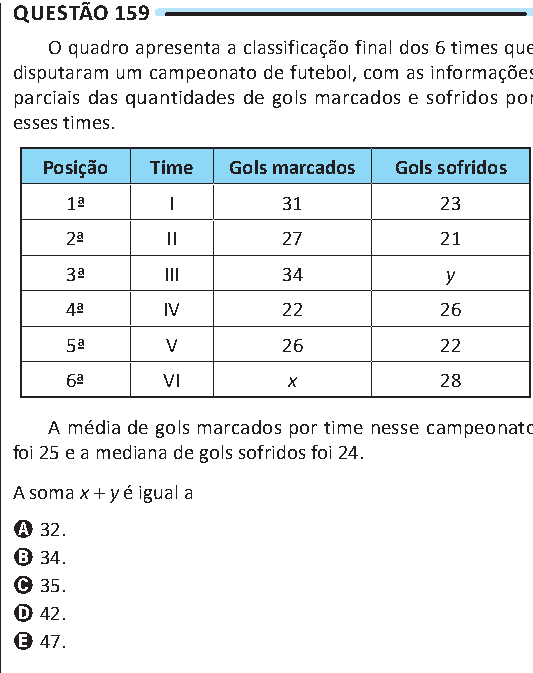 QUESTÃO 159
O quadro apresenta a classificação final dos 6 times que
disputaram um campeonato de futebol, com as informações
parciais das quantidades de gols marcados e sofridos por
esses times.
Posição Time Gols marcados Gols sofridos
1ª I 31 23
2ª II 27 21
3ª III 34 y
4ª IV 22 26
5ª V 26 22
6ª VI x 28
A média de gols marcados por time nesse campeonato
foi 25 e a mediana de gols sofridos foi 24.
A soma x + y é igual a
A 32.
B 34.
C 35.
D 42.
E 47.